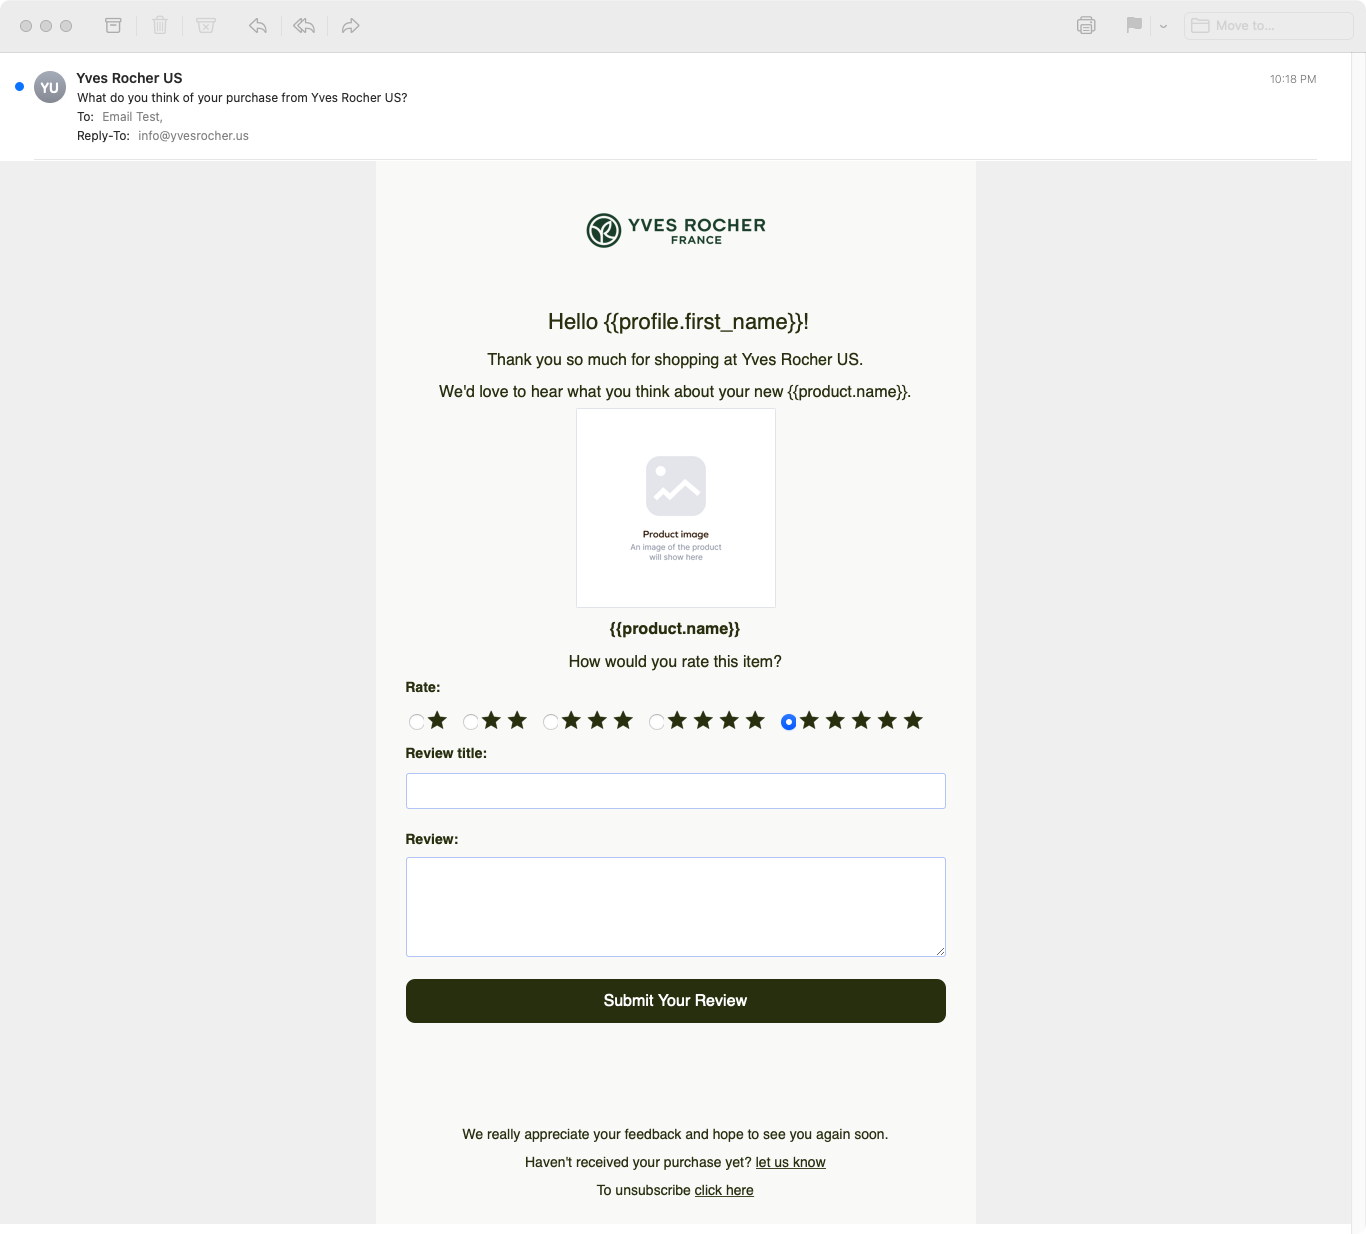 Move to...
YU
Yves Rocher US
10:18 PM
What do you think of your purchase from Yves Rocher US?
To: Email Test,
Reply-To: info@yvesrocher.us
YVES ROCHER
FRANCE
Hello {{profile.first_name}}!
Thank you so much for shopping at Yves Rocher US.
We'd love to hear what you think about your new {{product.name}}.
Product image
An image of the product
will show here
{{product.name}}
How would you rate this item?
Rate:
Review title:
Review:
Submit Your Review
We really appreciate your feedback and hope to see you again soon.
Haven't received your purchase yet? let us know
To unsubscribe click here